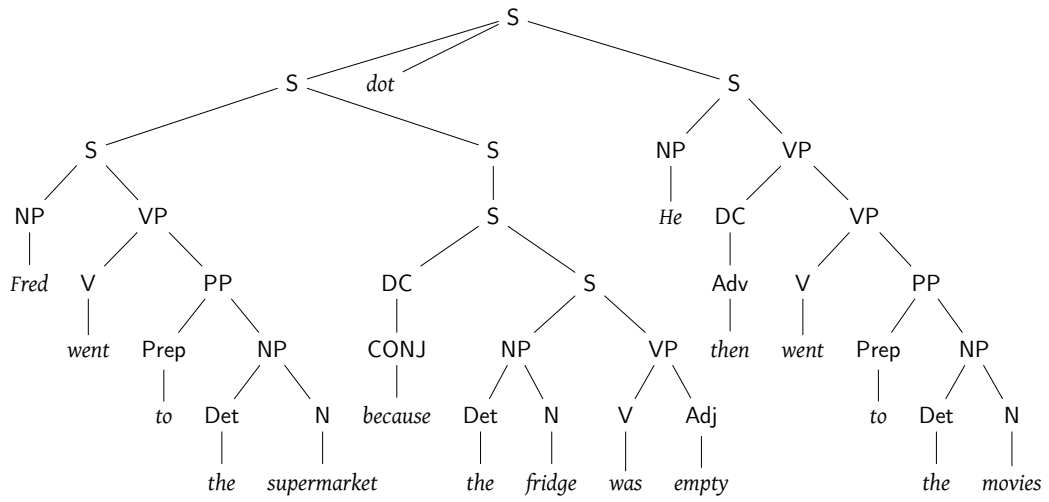 S
S dot S
S S NP VP
NP VP S He DC VP
Fred V PP DC S Adv V PP
went Prep NP CONJ NP VP then went Prep NP
to Det N because Det N V Adj to Det N
the supermarket the fridge was empty the movies